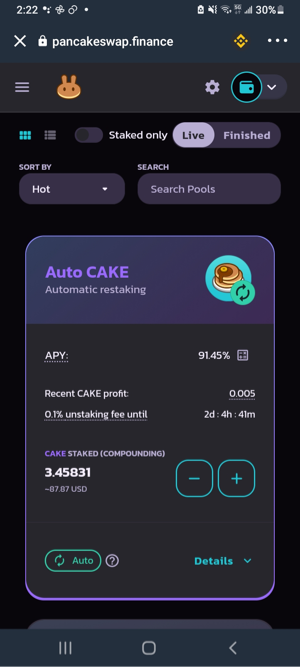 2:22
30%
pancakeswap.finance
Staked only
Live
Finished
SORT BY
SEARCH
Hot
Search Pools
Auto CAKE
Automatic restaking
APY:
91.45%
Recent CAKE profit:
0.005
0.1% unstaking fee until
2d : 4h : 41m
CAKE STAKED (COMPOUNDING)
3.45831
~87.87 USD
Auto
Details